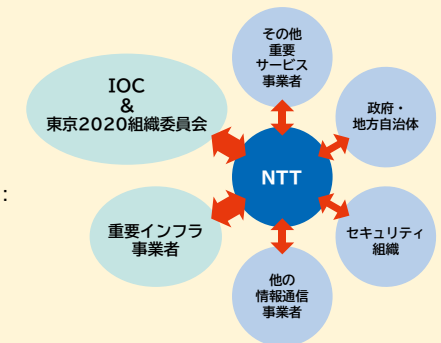 その他
重要
サービス
事業者
IOC
&
東京2020組織委員会
政府・
地方自治体
NTT
:
重要インフラ
事業者
セキュリティ
組織
他の
情報通信
事業者